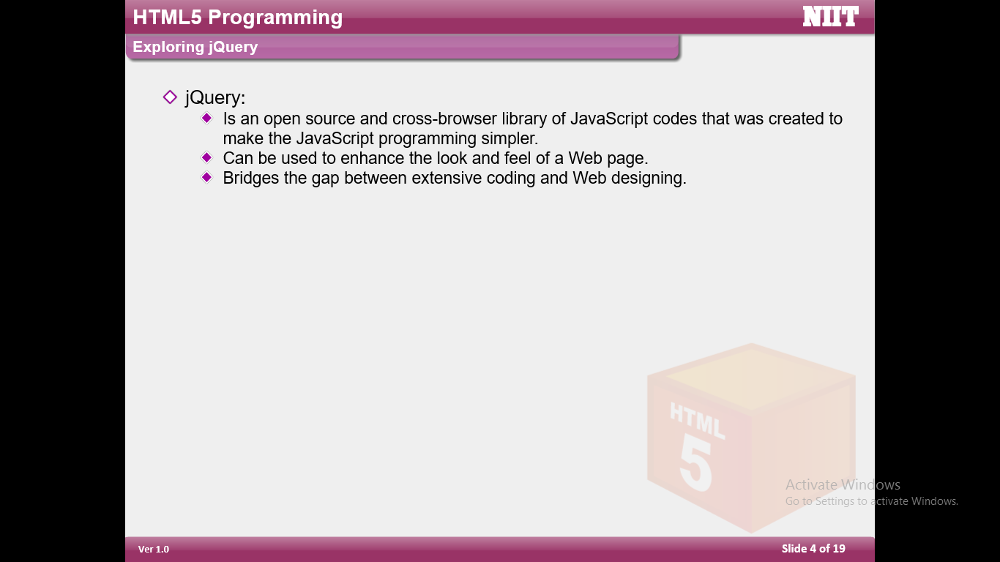 HTML5 Programming
NIIT
Exploring jQuery
jQuery:
Is an open source and cross-browser library of JavaScript codes that was created to
make the JavaScript programming simpler.
Can be used to enhance the look and feel of a Web page.
Bridges the gap between extensive coding and Web designing.
HTML
5
Activate Windows
Go to Settings to activate Windows.
Ver 1.0
Slide 4 of 19